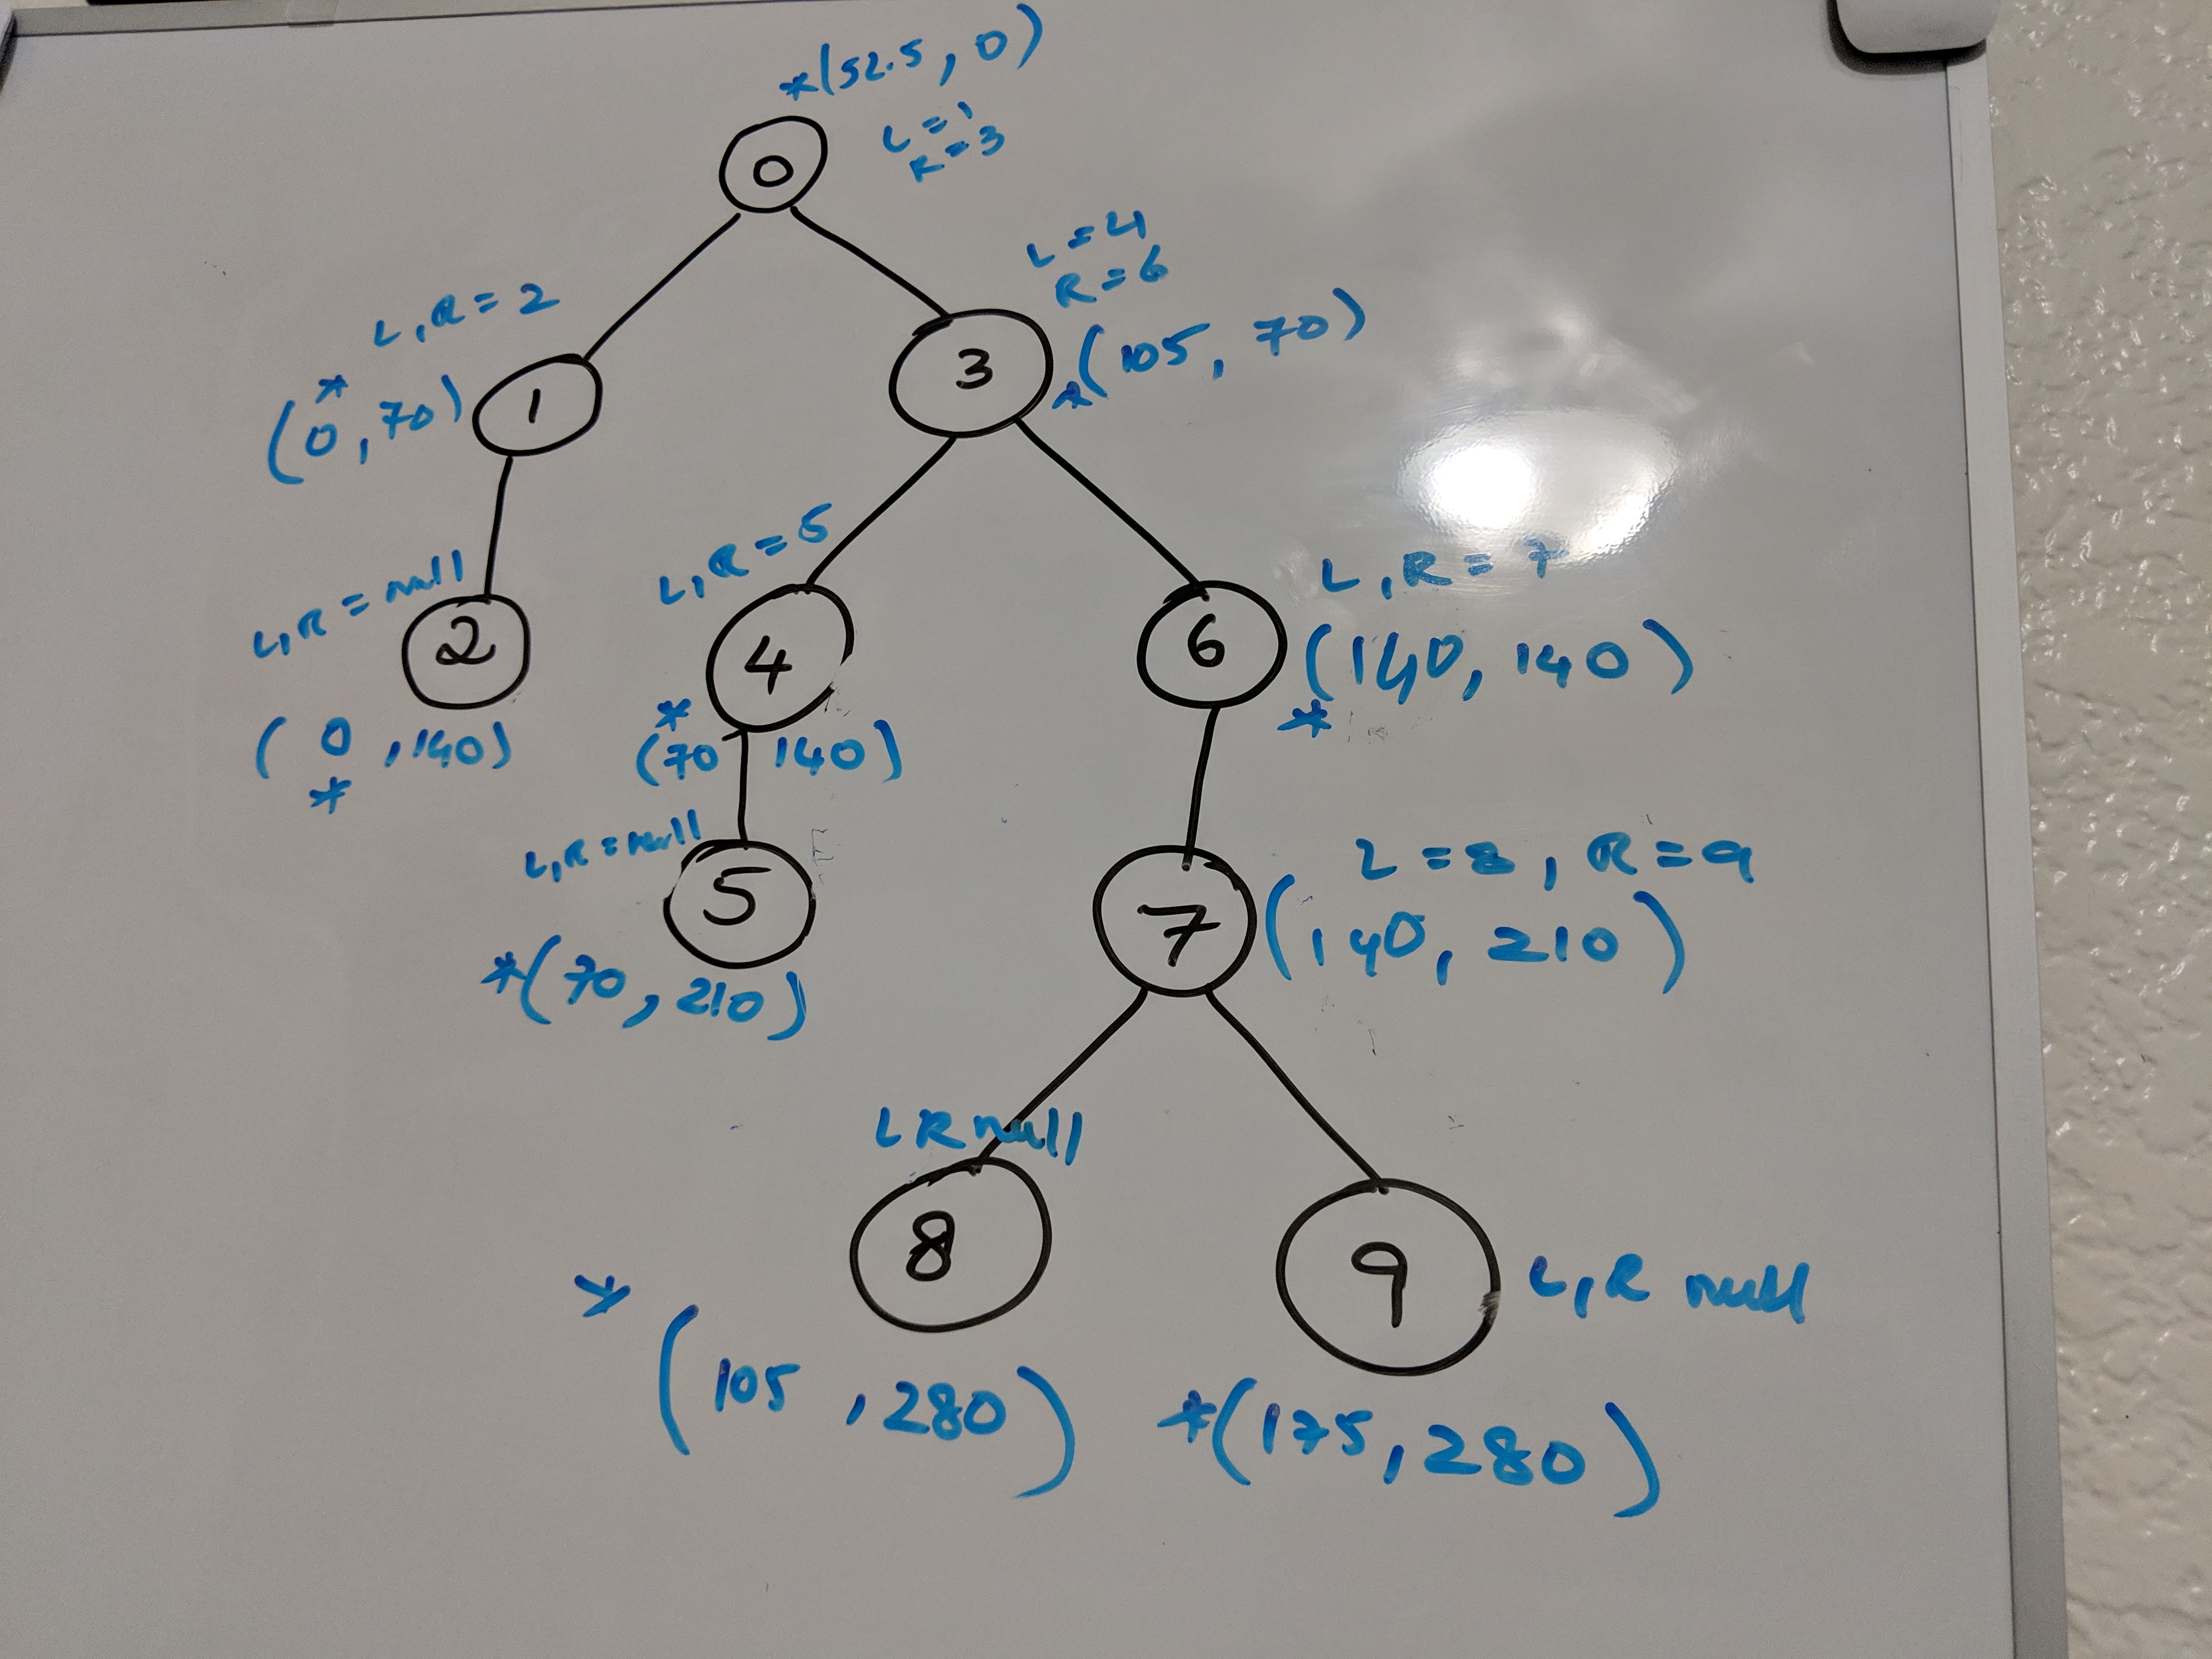 *(52.5, 0)
0
L=1
R=3
L=4
R=6
L,R=2
3
*(105, 70)
*
(0,70)
1
L,R=5
L,R=null
2
L,R=7
4
6
(140, 140)
*
(0,140)
*
*
(70 140)
L,R=null
5
L=8, R=9
7
(140, 210)
*(70, 210)
L R null
8
9
L,R null
*
(105, 280)
*(175, 280)